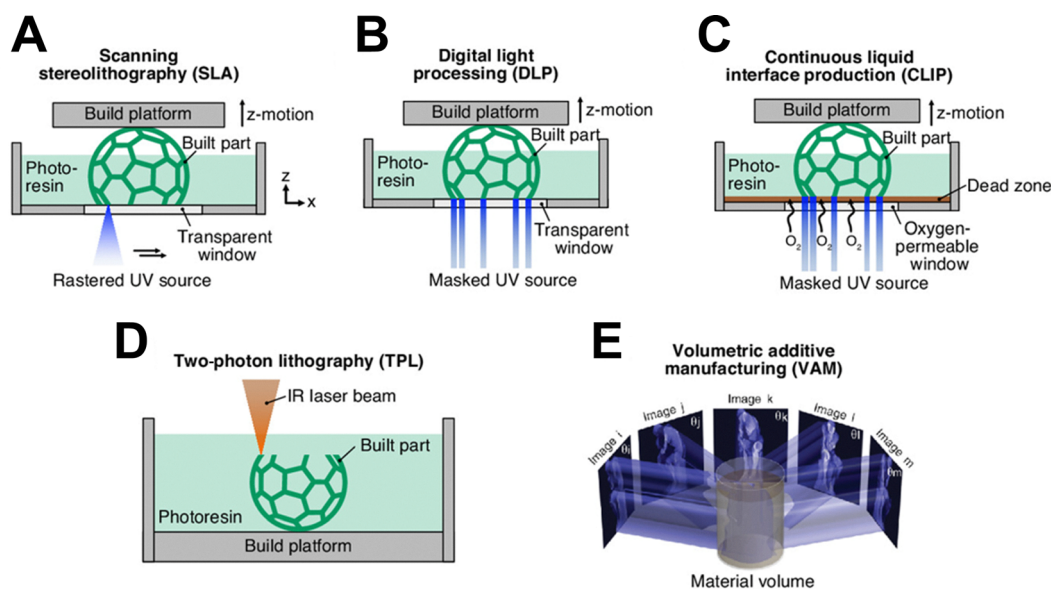 A
Scanning
stereolithography (SLA)
Build platform
z-motion
Built part
Photo-
resin
z
x
Transparent
window
Rastered UV source
B
Digital light
processing (DLP)
Build platform
z-motion
Built part
Photo-
resin
Transparent
window
Masked UV source
C
Continuous liquid
interface production (CLIP)
Build platform
z-motion
Built part
Photo-
resin
Dead zone
O2
O2
O2
Oxygen-
permeable
window
Masked UV source
D
Two-photon lithography (TPL)
IR laser beam
Built part
Photoresin
Build platform
E
Volumetric additive
manufacturing (VAM)
Image i
θi
Image j
θj
Image k
θk
Image l
θl
Image m
θm
Material volume